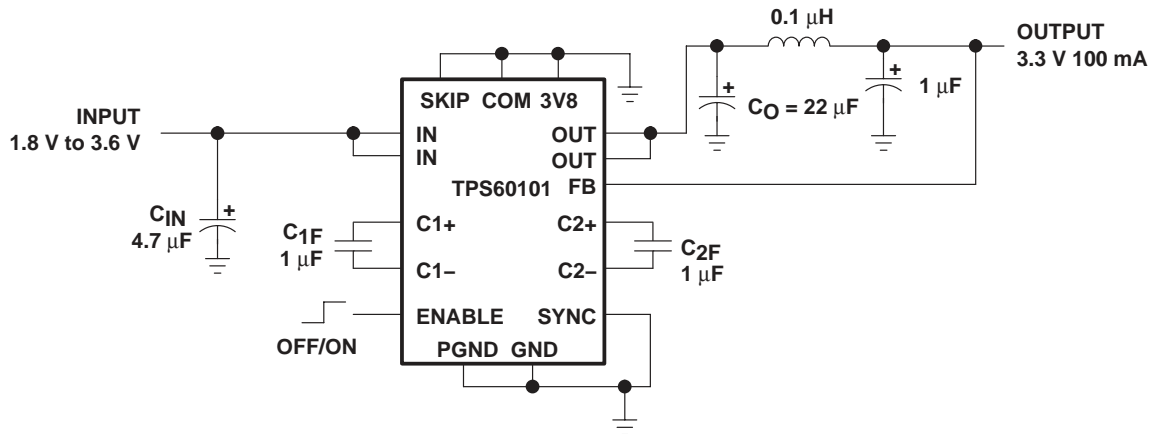 0.1 µH
OUTPUT
3.3 V 100 mA
+
CO = 22 µF
+
1 µF
INPUT
1.8 V to 3.6 V
SKIP COM 3V8
IN
IN
OUT
OUT
TPS60101 FB
CIN
4.7 µF
+
C1F
1 µF
C1+
C1–
C2+
C2–
C2F
1 µF
OFF/ON
ENABLE SYNC
PGND GND